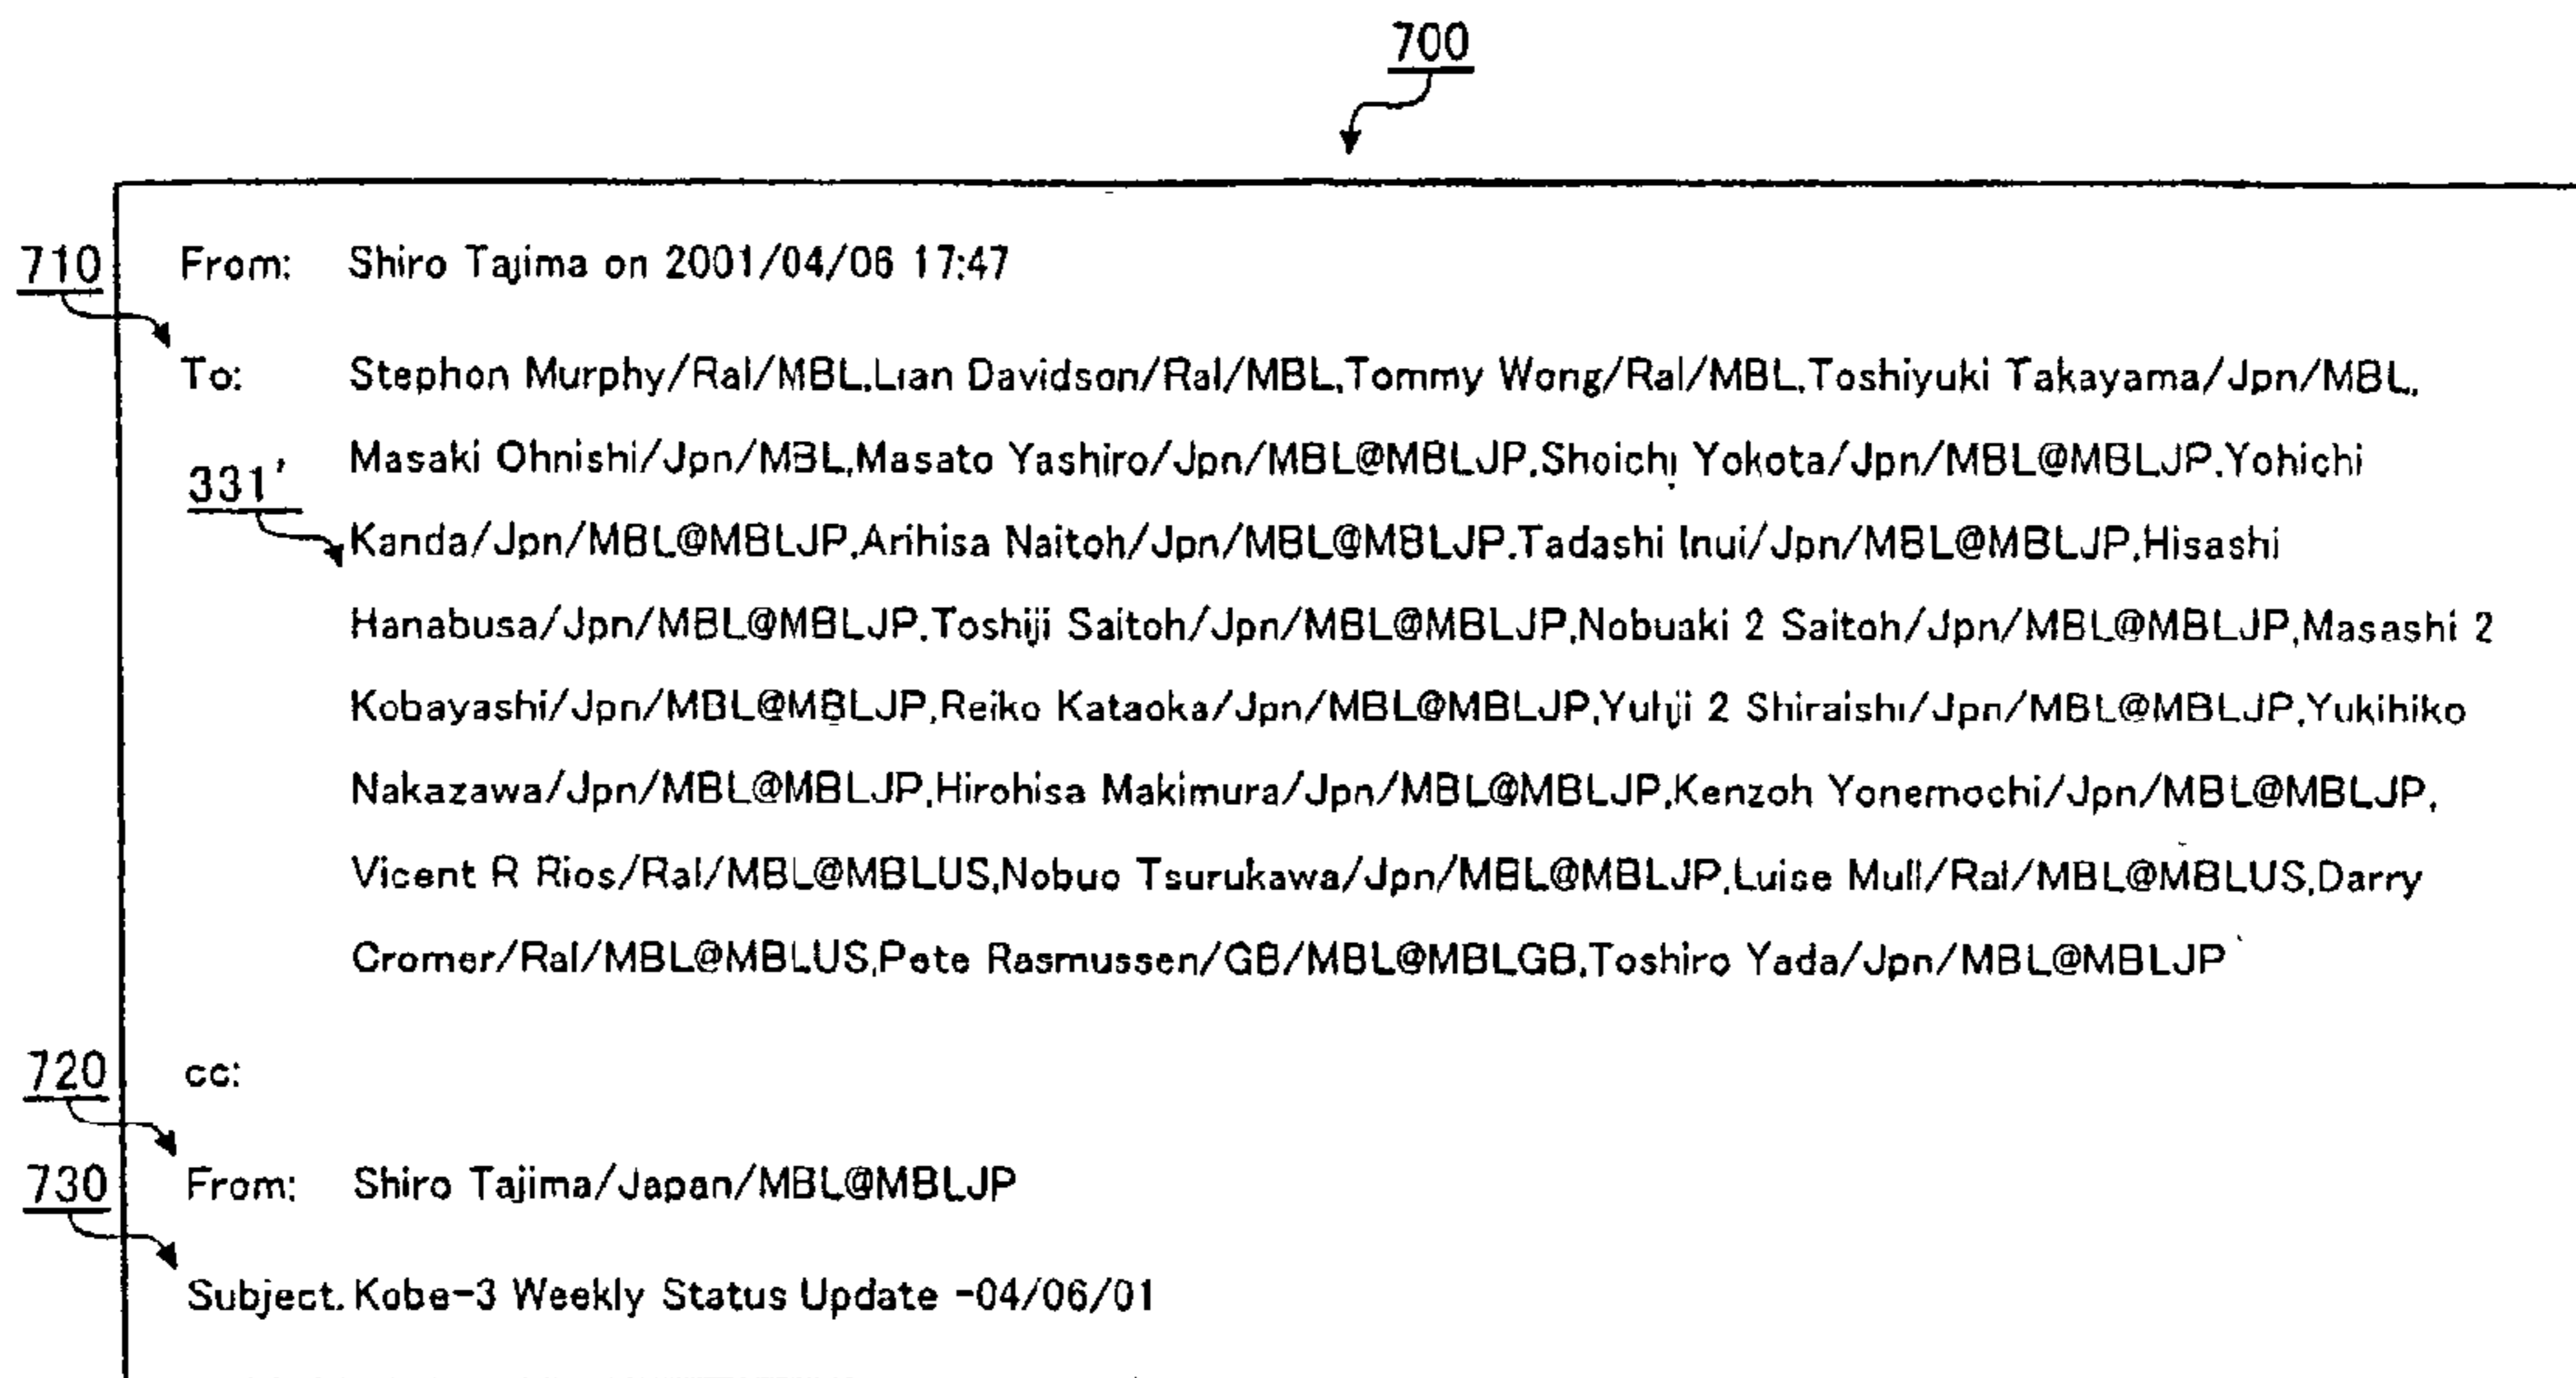 700
710 From: Shiro Tajima on 2001/04/06 17:47
To: Stephon Murphy/Ral/MBL,Lian Davidson/Ral/MBL,Tommy Wong/Ral/MBL,Toshiyuki Takayama/Jpn/MBL,
Masaki Ohnishi/Jpn/MBL,Masato Yashiro/Jpn/MBL@MBLJP,Shoichi Yokota/Jpn/MBL@MBLJP,Yohichi
331'
Kanda/Jpn/MBL@MBLJP,Arihisa Naitoh/Jpn/MBL@MBLJP,Tadashi Inui/Jpn/MBL@MBLJP,Hisashi
Hanabusa/Jpn/MBL@MBLJP,Toshiji Saitoh/Jpn/MBL@MBLJP,Nobuaki 2 Saitoh/Jpn/MBL@MBLJP,Masashi 2
Kobayashi/Jpn/MBL@MBLJP,Reiko Kataoka/Jpn/MBL@MBLJP,Yuhji 2 Shiraishi/Jpn/MBL@MBLJP,Yukihiko
Nakazawa/Jpn/MBL@MBLJP,Hirohisa Makimura/Jpn/MBL@MBLJP,Kenzoh Yonemochi/Jpn/MBL@MBLJP,
Vicent R Rios/Ral/MBL@MBLUS,Nobuo Tsurukawa/Jpn/MBL@MBLJP,Luise Mull/Ral/MBL@MBLUS,Darry
Cromer/Ral/MBL@MBLUS,Pete Rasmussen/GB/MBL@MBLGB,Toshiro Yada/Jpn/MBL@MBLJP
720 cc:
730 From: Shiro Tajima/Japan/MBL@MBLJP
Subject. Kobe-3 Weekly Status Update -04/06/01